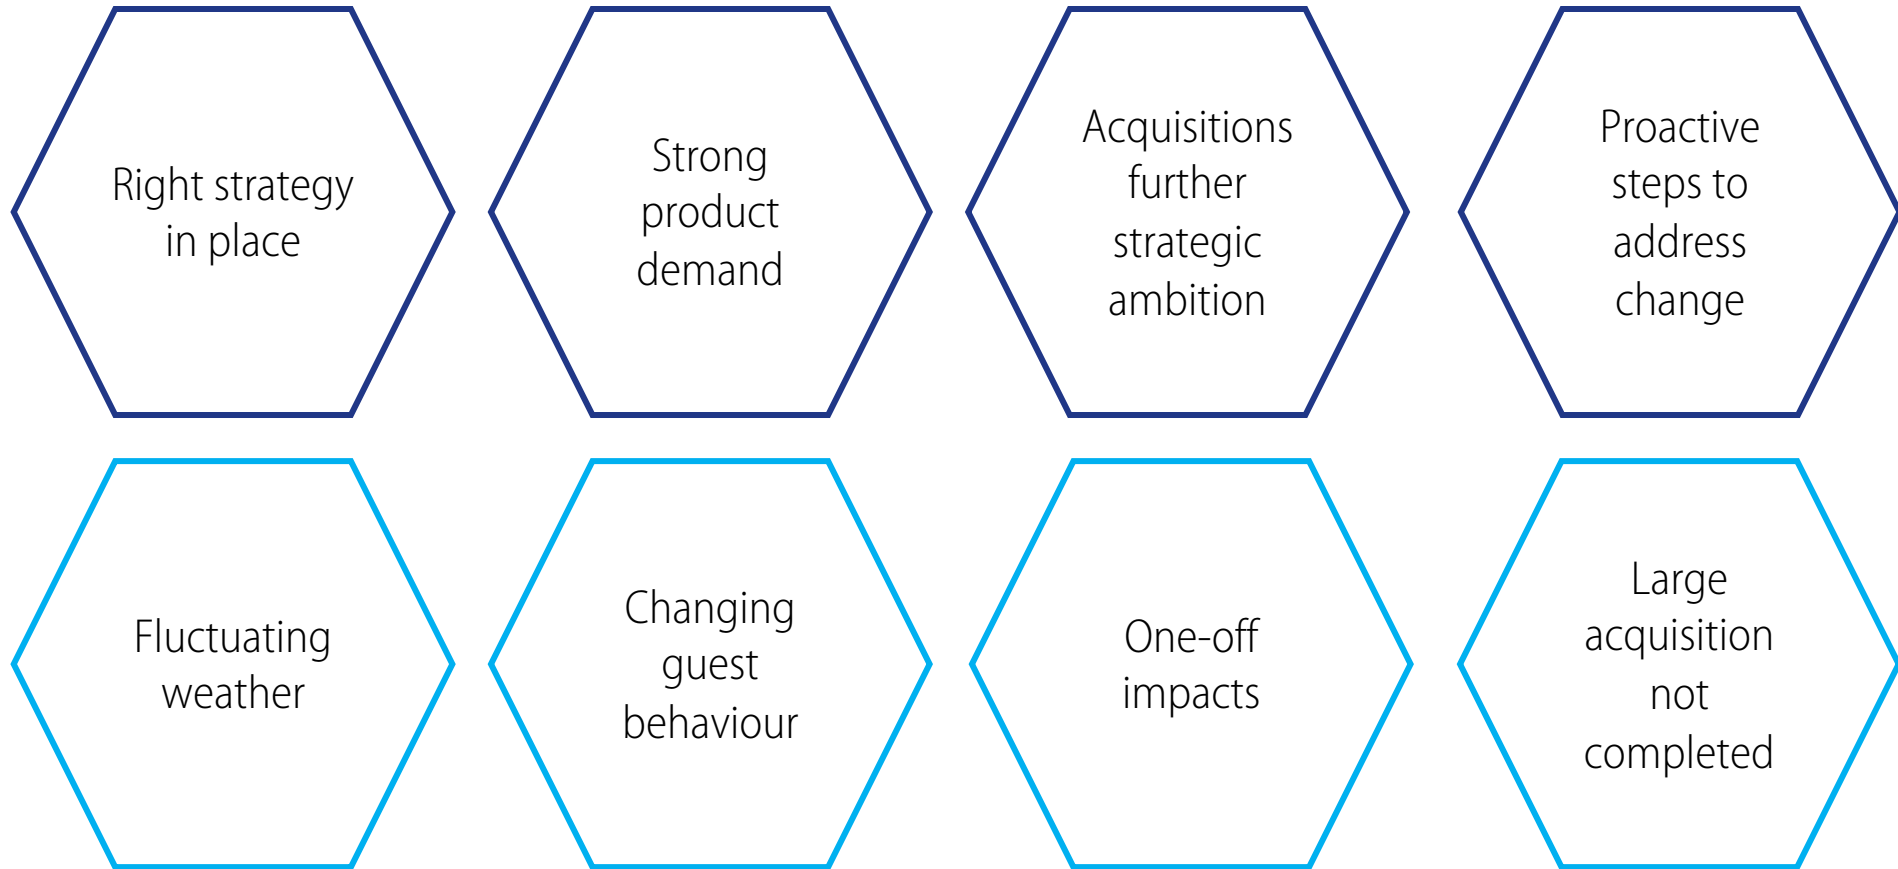 Right strategy
in place
Strong
product
demand
Acquisitions
further
strategic
ambition
Proactive
steps to
address
change
Fluctuating
weather
Changing
guest
behaviour
One-off
impacts
Large
acquisition
not
completed